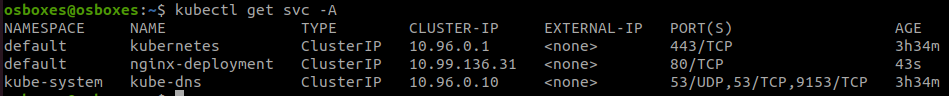 osboxes@osboxes:~$ kubectl get svc -A
NAMESPACE     NAME               TYPE        CLUSTER-IP      EXTERNAL-IP   PORT(S)                  AGE
default       kubernetes         ClusterIP   10.96.0.1       <none>        443/TCP                  3h34m
default       nginx-deployment   ClusterIP   10.99.136.31    <none>        80/TCP                   43s
kube-system   kube-dns           ClusterIP   10.96.0.10      <none>        53/UDP,53/TCP,9153/TCP   3h34m
osboxes@osboxes:~$